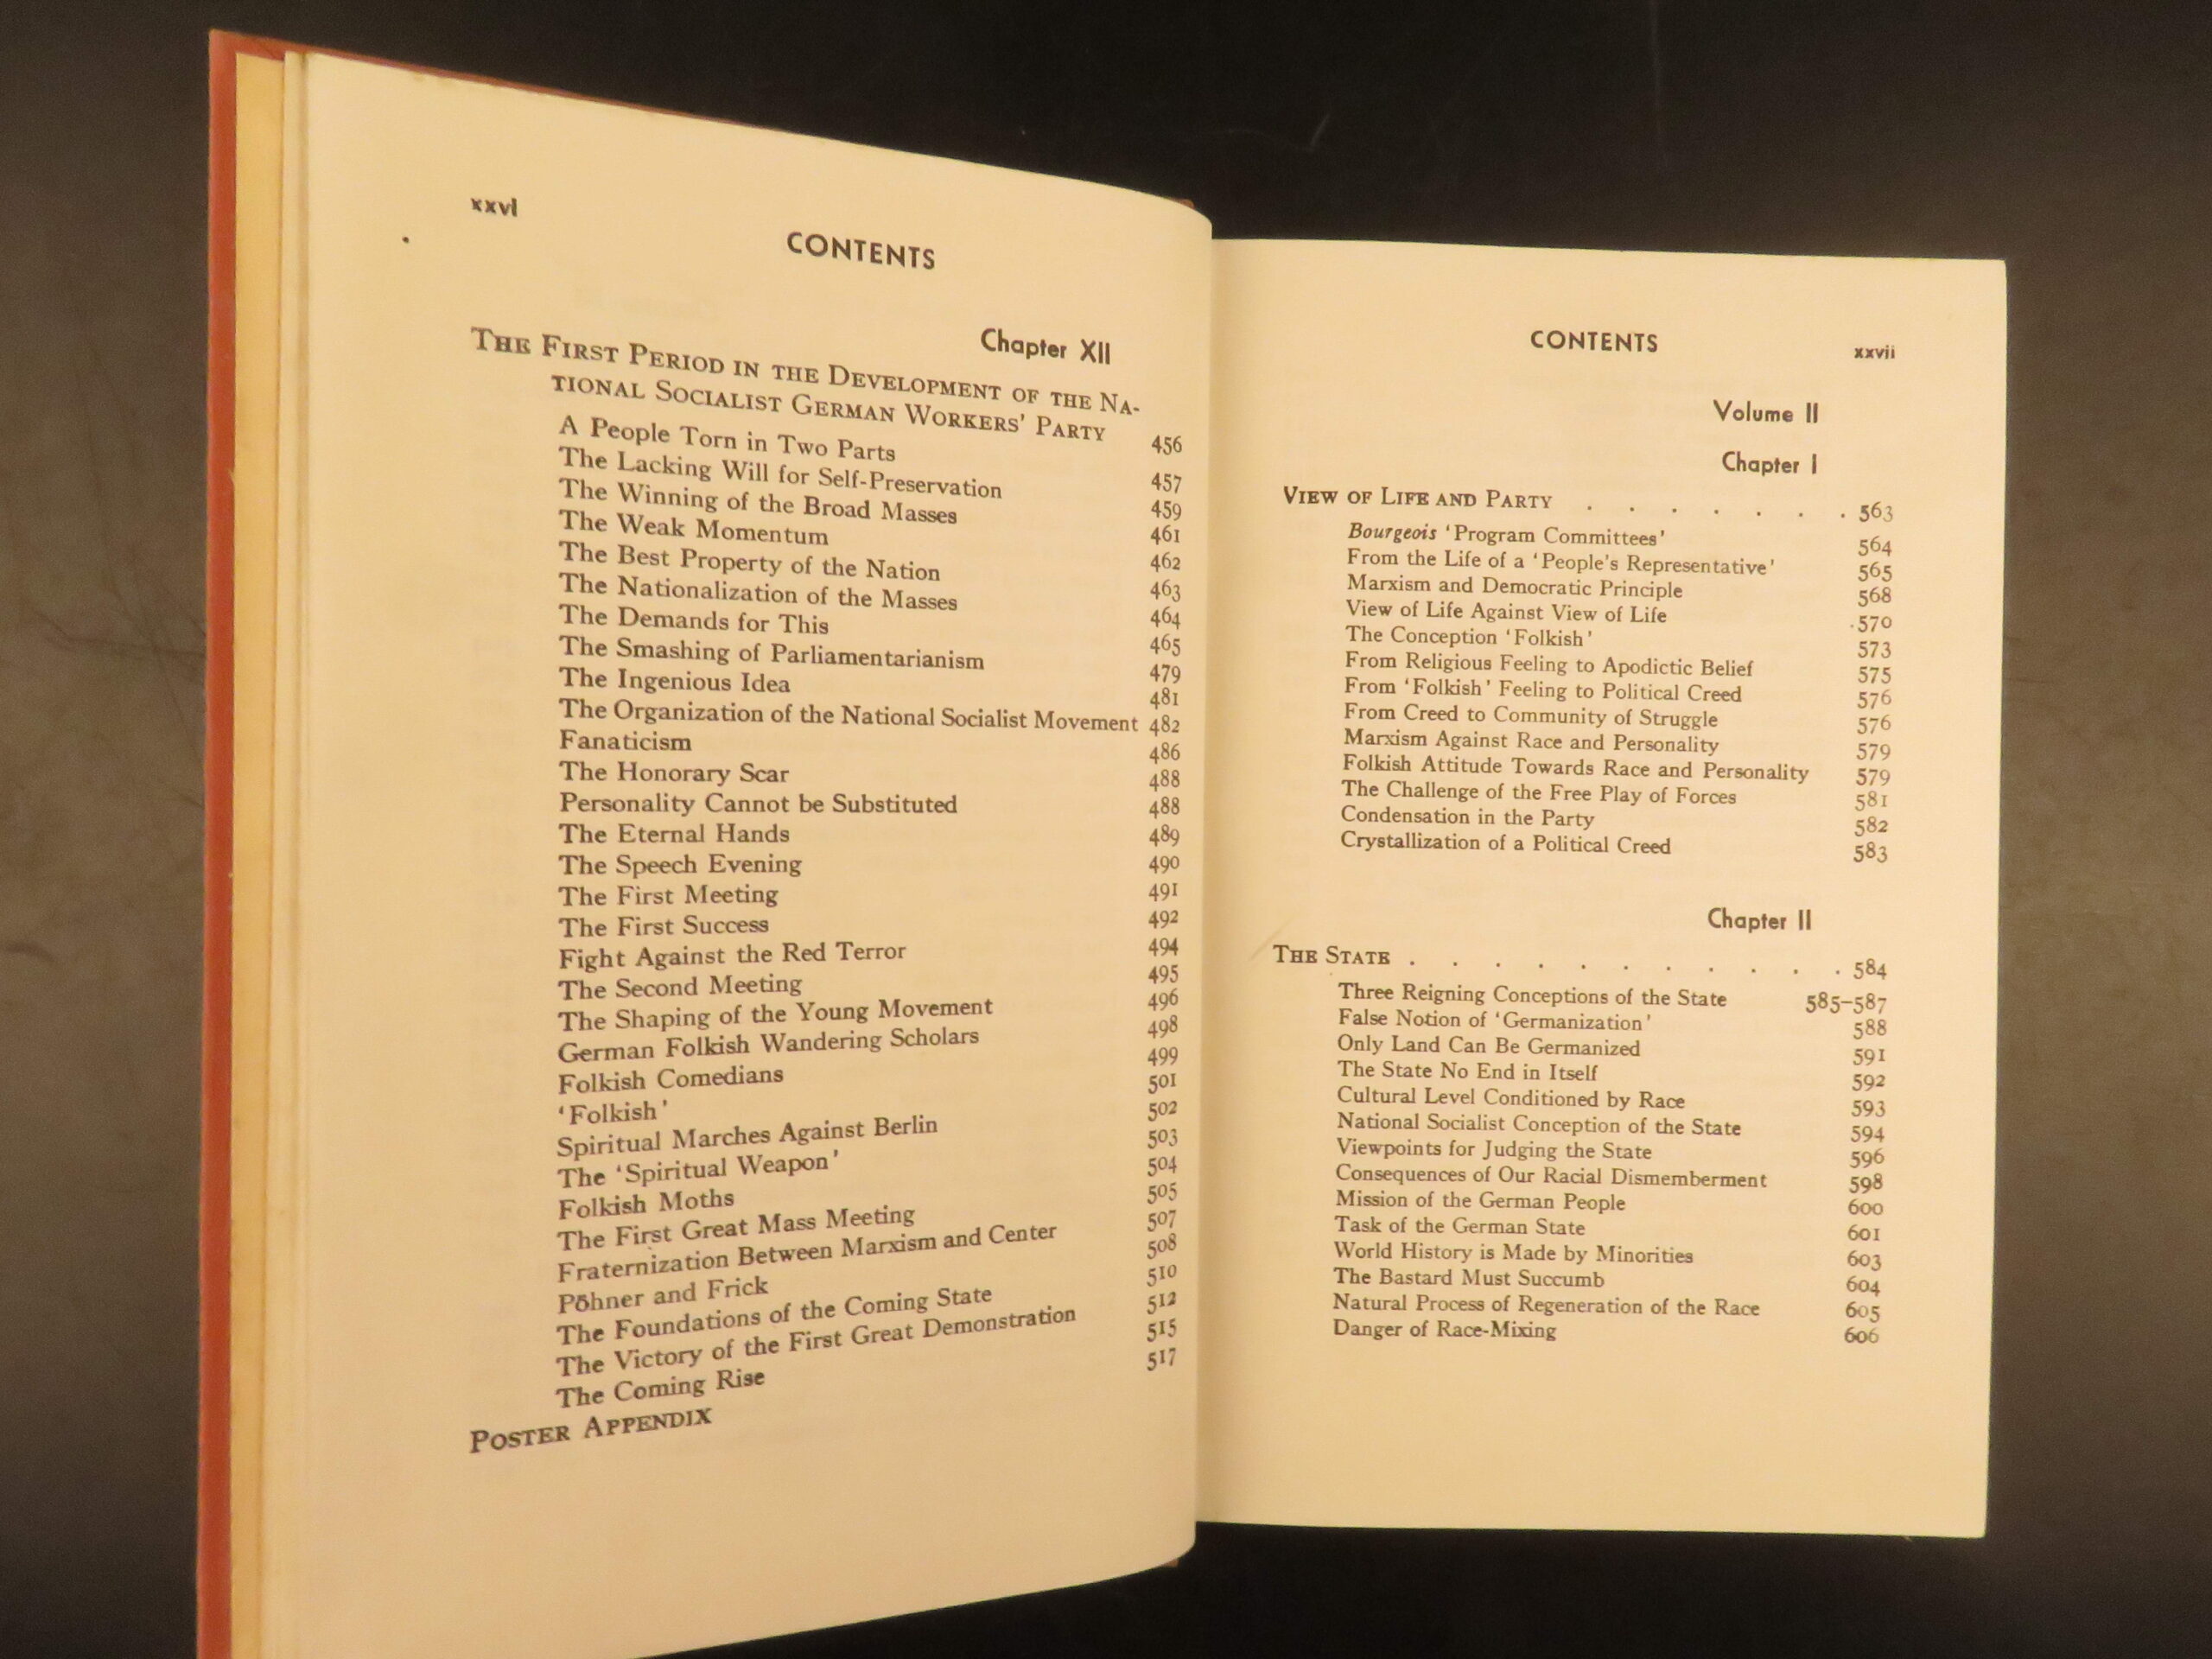 xxvi
CONTENTS
Chapter XII
The First Period in the Development of the Na-
tional Socialist German Workers' Party 456
A People Torn in Two Parts 457
The Lacking Will for Self-Preservation 459
The Winning of the Broad Masses 461
The Weak Momentum 462
The Best Property of the Nation 463
The Nationalization of the Masses 464
The Demands for This 465
The Smashing of Parliamentarianism 479
The Ingenious Idea 481
The Organization of the National Socialist Movement 482
Fanaticism 486
The Honorary Scar 488
Personality Cannot be Substituted 488
The Eternal Hands 489
The Speech Evening 490
The First Meeting 491
The First Success 492
Fight Against the Red Terror 494
The Second Meeting 495
The Shaping of the Young Movement 496
German Folkish Wandering Scholars 498
Folkish Comedians 499
'Folkish' 501
Spiritual Marches Against Berlin 502
The 'Spiritual Weapon' 503
Folkish Moths 504
The First Great Mass Meeting 505
Fraternization Between Marxism and Center 507
Pöhner and Frick 508
The Foundations of the Coming State 510
The Victory of the First Great Demonstration 512
The Coming Rise 515
Poster Appendix 517
CONTENTS xxvii
Volume II
Chapter I
View of Life and Party . . . . . . . 563
Bourgeois 'Program Committees' 564
From the Life of a 'People's Representative' 565
Marxism and Democratic Principle 568
View of Life Against View of Life 570
The Conception 'Folkish' 573
From Religious Feeling to Apodictic Belief 575
From 'Folkish' Feeling to Political Creed 576
From Creed to Community of Struggle 576
Marxism Against Race and Personality 579
Folkish Attitude Towards Race and Personality 579
The Challenge of the Free Play of Forces 581
Condensation in the Party 582
Crystallization of a Political Creed 583
Chapter II
The State . . . . . . . . . . . 584
Three Reigning Conceptions of the State 585–587
False Notion of 'Germanization' 588
Only Land Can Be Germanized 591
The State No End in Itself 592
Cultural Level Conditioned by Race 593
National Socialist Conception of the State 594
Viewpoints for Judging the State 596
Consequences of Our Racial Dismemberment 598
Mission of the German People 600
Task of the German State 601
World History is Made by Minorities 603
The Bastard Must Succumb 604
Natural Process of Regeneration of the Race 605
Danger of Race-Mixing 606